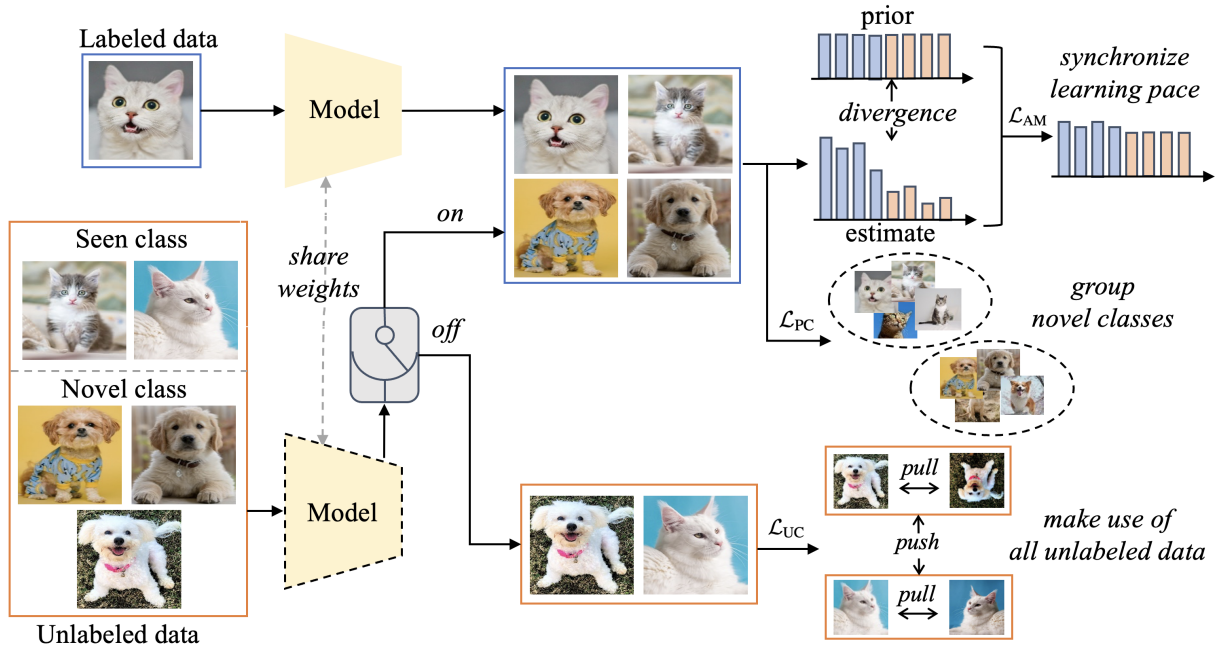 Labeled data
Model
prior
divergence
estimate
ℒAM
synchronize
learning pace
share
weights
on
off
Seen class
Novel class
Unlabeled data
Model
ℒPC
group
novel classes
ℒUC
pull
push
pull
make use of
all unlabeled data